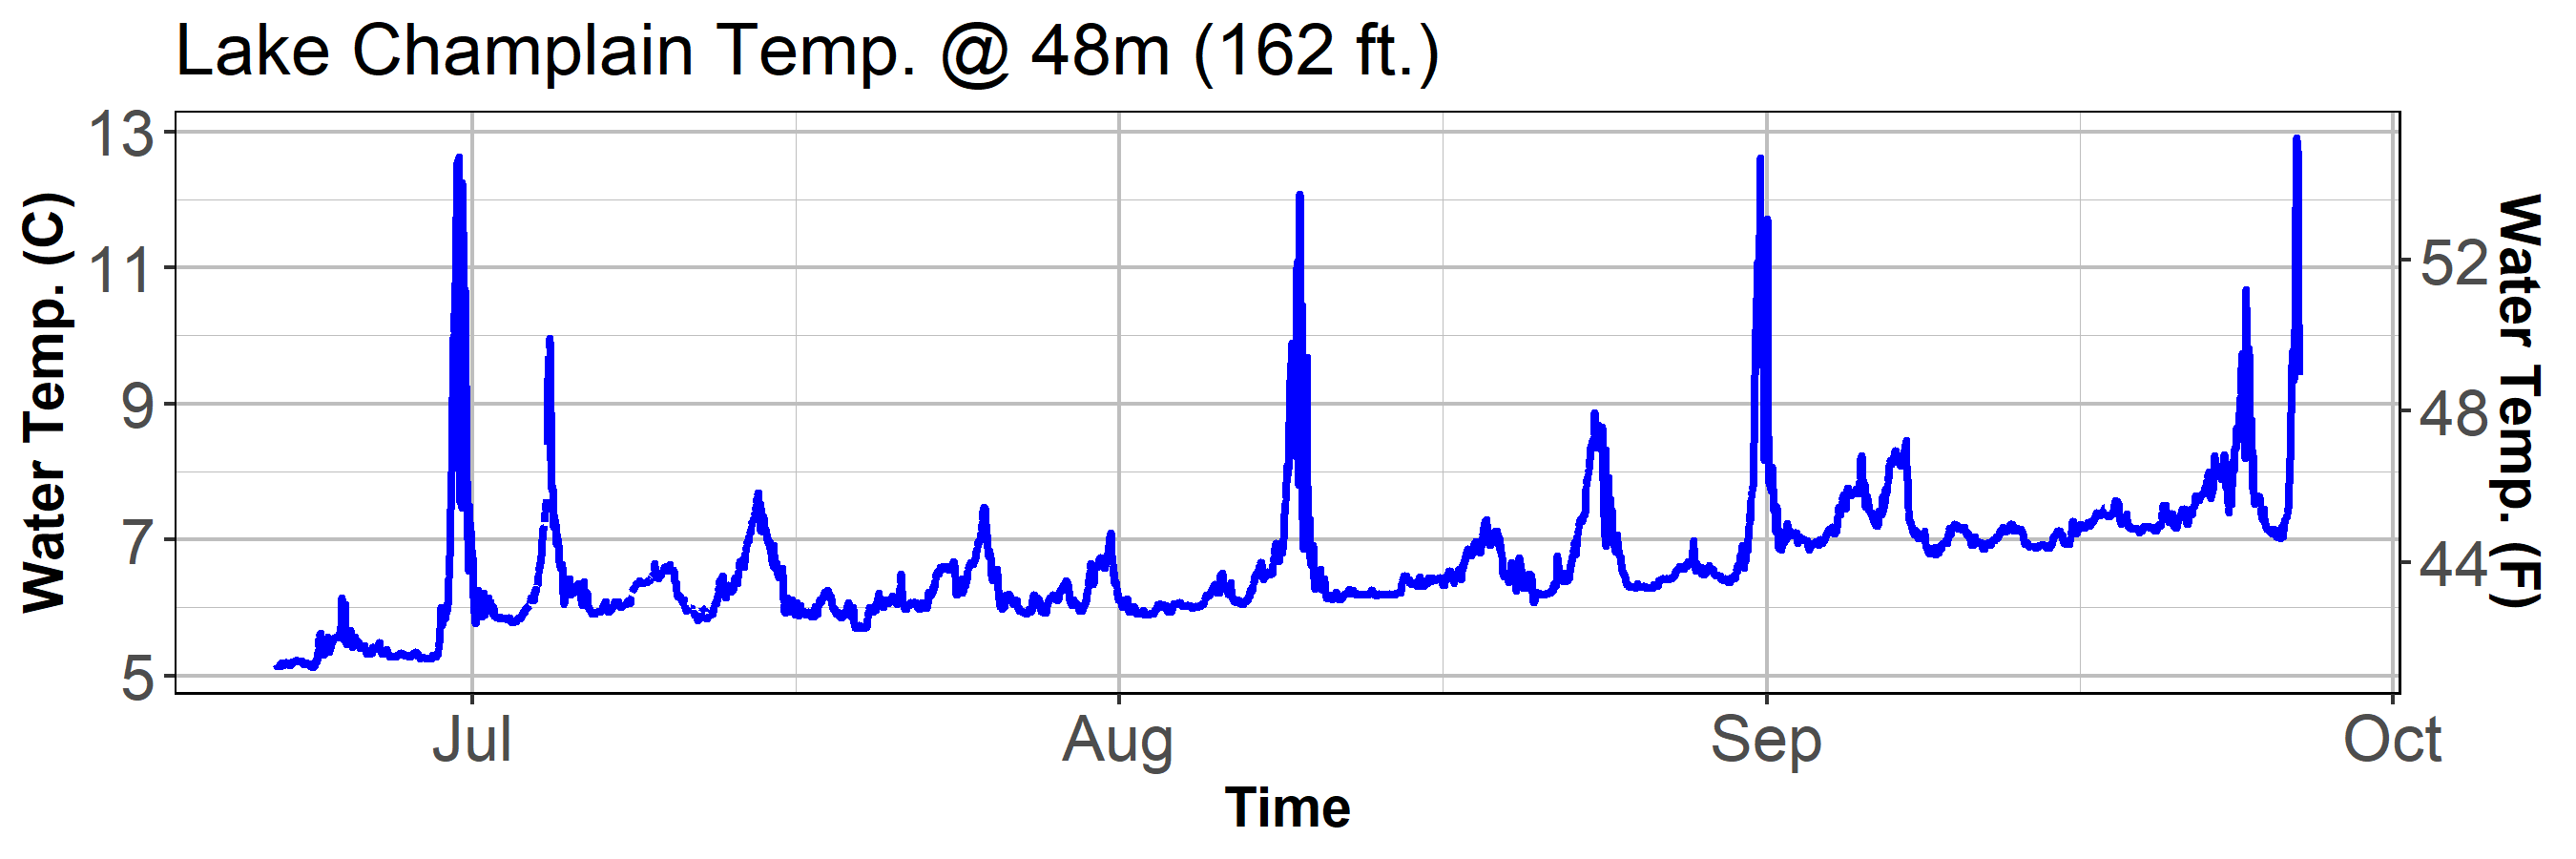 Lake Champlain Temp. @ 48m (162 ft.)
Water Temp. (C)
13
11
9
7
5
52
48
44
Water Temp. (F)
Jul Aug Sep Oct
Time